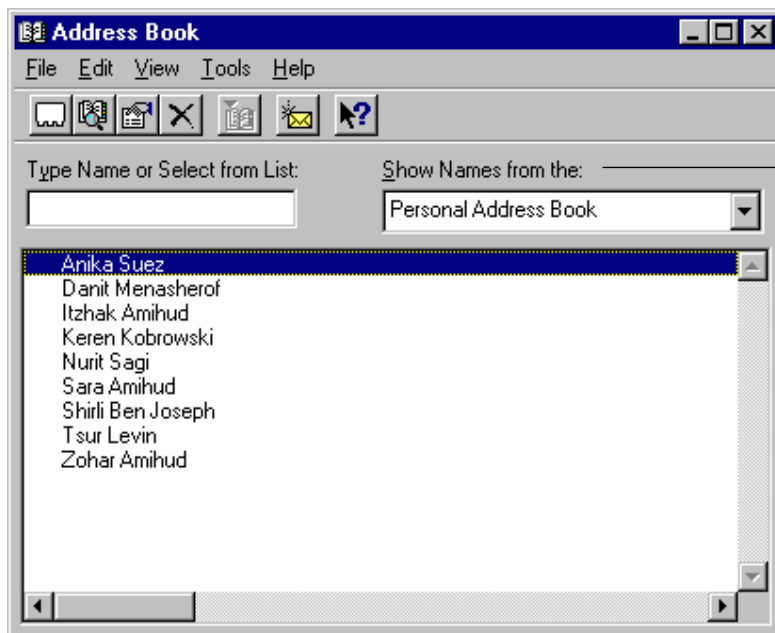 Address Book
File Edit View Tools Help
?
Type Name or Select from List:
Show Names from the:
Personal Address Book
Anika Suez
Danit Menasherof
Itzhak Amihud
Keren Kobrowski
Nurit Sagi
Sara Amihud
Shirli Ben Joseph
Tsur Levin
Zohar Amihud